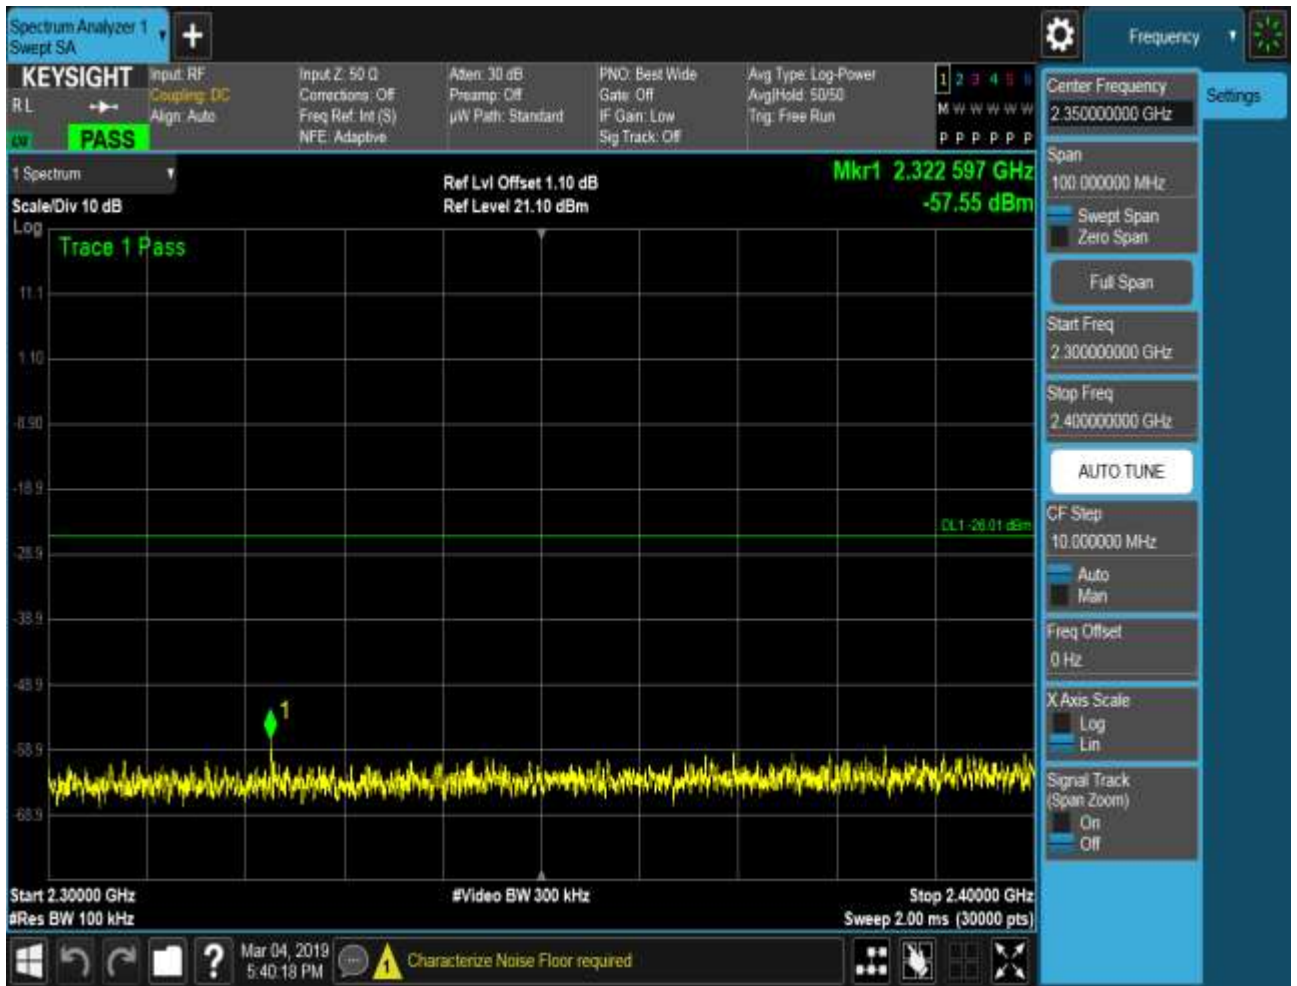 Spectrum Analyzer 1
Swept SA
Frequency
KEYSIGHT
R L
PASS
Input: RF
Coupling: DC
Align: Auto
Input Z: 50 Ω
Corrections: Off
Freq Ref: Int (S)
NFE: Adaptive
Atten: 30 dB
Preamp: Off
µW Path: Standard
PNO: Best Wide
Gate: Off
IF Gain: Low
Sig Track: Off
Avg Type: Log-Power
Avg|Hold: 50/50
Trig: Free Run
1 2 3 4 5 6
M W W W W W
P P P P P P
1 Spectrum
Scale/Div 10 dB
Log
Ref Lvl Offset 1.10 dB
Ref Level 21.10 dBm
Mkr1 2.322 597 GHz
-57.55 dBm
Trace 1 Pass
11.1
1.10
-8.90
-18.9
DL1 -26.01 dBm
-28.9
-38.9
-48.9
1
-58.9
-68.9
Start 2.30000 GHz
#Video BW 300 kHz
Stop 2.40000 GHz
#Res BW 100 kHz
Sweep 2.00 ms (30000 pts)
Center Frequency
2.350000000 GHz
Settings
Span
100.000000 MHz
Swept Span
Zero Span
Full Span
Start Freq
2.300000000 GHz
Stop Freq
2.400000000 GHz
AUTO TUNE
CF Step
10.000000 MHz
Auto
Man
Freq Offset
0 Hz
X Axis Scale
Log
Lin
Signal Track
(Span Zoom)
On
Off
?
Mar 04, 2019
5:40:18 PM
1
Characterize Noise Floor required